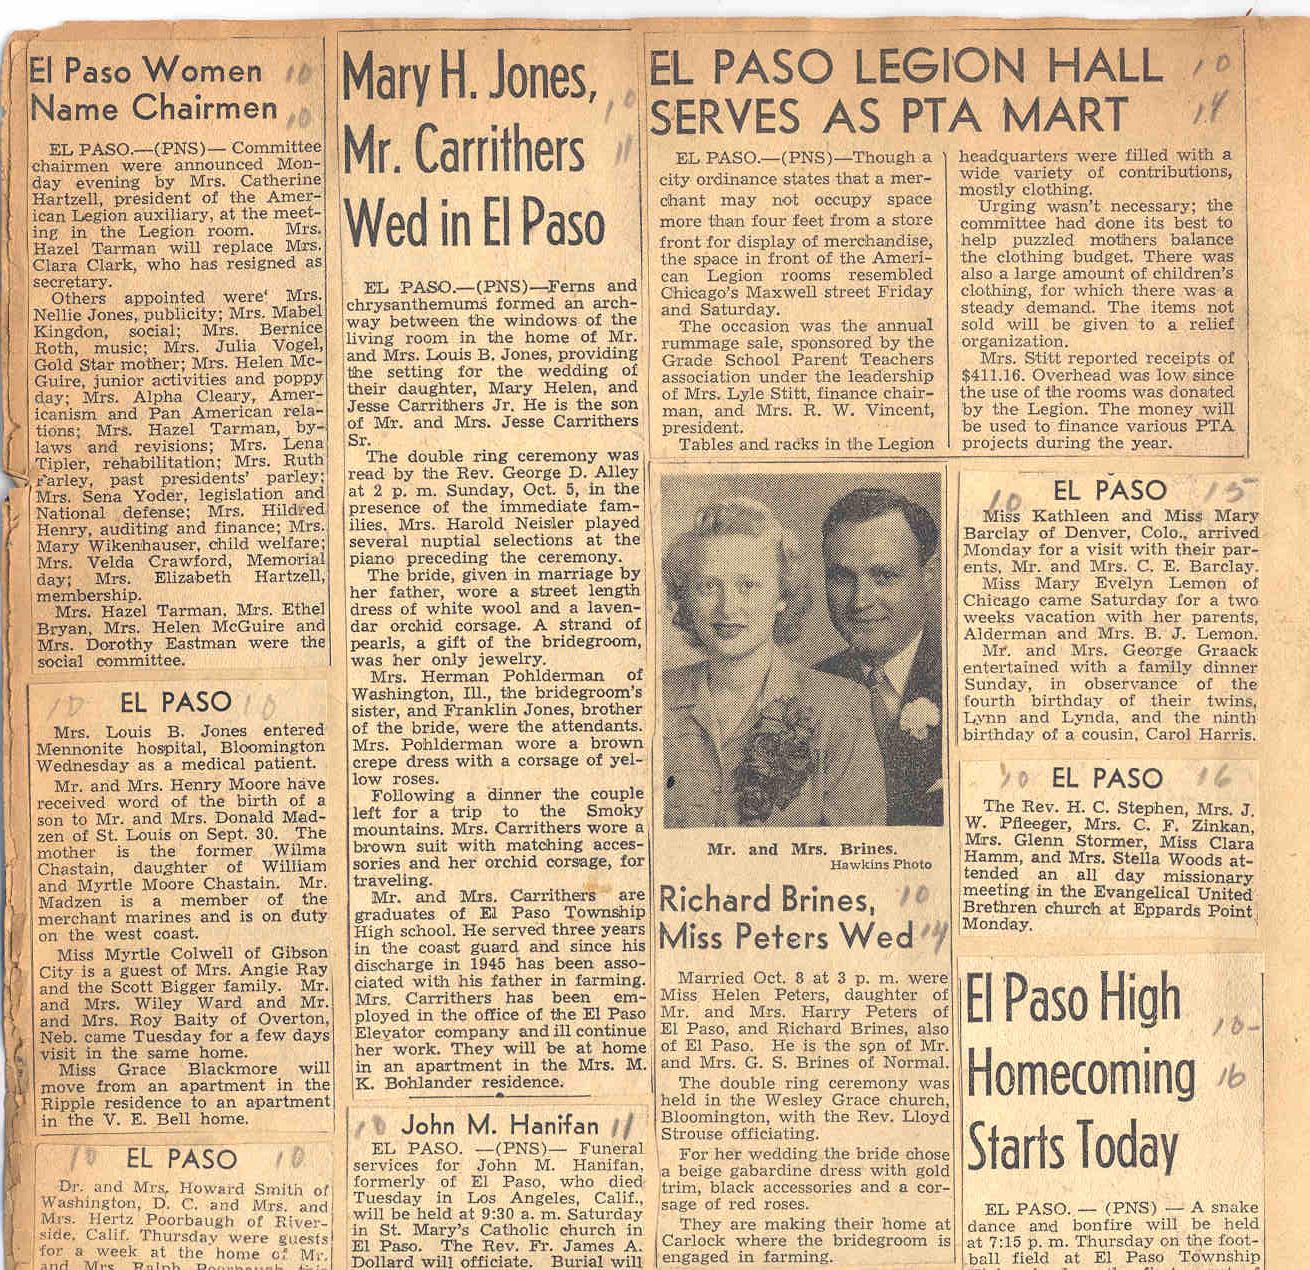 El Paso Women 10
Name Chairmen 10
EL PASO.—(PNS)— Committee
chairmen were announced Mon-
day evening by Mrs. Catherine
Hartzell, president of the Amer-
ican Legion auxiliary, at the meet-
ing in the Legion room. Mrs.
Hazel Tarman will replace Mrs.
Clara Clark, who has resigned as
secretary.
Others appointed were' Mrs.
Nellie Jones, publicity; Mrs. Mabel
Kingdon, social; Mrs. Bernice
Roth, music; Mrs. Julia Vogel,
Gold Star mother; Mrs. Helen Mc-
Guire, junior activities and poppy
day; Mrs. Alpha Cleary, Amer-
icanism and Pan American rela-
tions; Mrs. Hazel Tarman, by-
laws and revisions; Mrs. Lena
Tipler, rehabilitation; Mrs. Ruth
Farley, past presidents' parley;
Mrs. Sena Yoder, legislation and
National defense; Mrs. Hildred
Henry, auditing and finance; Mrs.
Mary Wikenhauser, child welfare;
Mrs. Velda Crawford, Memorial
day; Mrs. Elizabeth Hartzell,
membership.
Mrs. Hazel Tarman, Mrs. Ethel
Bryan, Mrs. Helen McGuire and
Mrs. Dorothy Eastman were the
social committee.
10 EL PASO 10
Mrs. Louis B. Jones entered
Mennonite hospital, Bloomington
Wednesday as a medical patient.
Mr. and Mrs. Henry Moore have
received word of the birth of a
son to Mr. and Mrs. Donald Mad-
zen of St. Louis on Sept. 30. The
mother is the former Wilma
Chastain, daughter of William
and Myrtle Moore Chastain. Mr.
Madzen is a member of the
merchant marines and is on duty
on the west coast.
Miss Myrtle Colwell of Gibson
City is a guest of Mrs. Angie Ray
and the Scott Bigger family. Mr.
and Mrs. Wiley Ward and Mr.
and Mrs. Roy Baity of Overton,
Neb. came Tuesday for a few days
visit in the same home.
Miss Grace Blackmore will
move from an apartment in the
Ripple residence to an apartment
in the V. E. Bell home.
10 EL PASO 10
Dr. and Mrs. Howard Smith of
Washington, D. C. and Mrs. and
Mrs. Hertz Poorbaugh of River-
side, Calif. Thursday were guests
for a week at the home of Mr.
and Mrs. Ralph Poorbaugh
Mary H. Jones, 10
Mr. Carrithers 11
Wed in El Paso
EL PASO.—(PNS)—Ferns and
chrysanthemums formed an arch-
way between the windows of the
living room in the home of Mr.
and Mrs. Louis B. Jones, providing
the setting for the wedding of
their daughter, Mary Helen, and
Jesse Carrithers Jr. He is the son
of Mr. and Mrs. Jesse Carrithers
Sr.
The double ring ceremony was
read by the Rev. George D. Alley
at 2 p. m. Sunday, Oct. 5, in the
presence of the immediate fam-
ilies. Mrs. Harold Neisler played
several nuptial selections at the
piano preceding the ceremony.
The bride, given in marriage by
her father, wore a street length
dress of white wool and a laven-
dar orchid corsage. A strand of
pearls, a gift of the bridegroom,
was her only jewelry.
Mrs. Herman Pohlderman of
Washington, Ill., the bridegroom's
sister, and Franklin Jones, brother
of the bride, were the attendants.
Mrs. Pohlderman wore a brown
crepe dress with a corsage of yel-
low roses.
Following a dinner the couple
left for a trip to the Smoky
mountains. Mrs. Carrithers wore a
brown suit with matching acces-
sories and her orchid corsage, for
traveling.
Mr. and Mrs. Carrithers are
graduates of El Paso Township
High school. He served three years
in the coast guard and since his
discharge in 1945 has been asso-
ciated with his father in farming.
Mrs. Carrithers has been em-
ployed in the office of the El Paso
Elevator company and ill continue
her work. They will be at home
in an apartment in the Mrs. M.
K. Bohlander residence.
10 John M. Hanifan 11
EL PASO. —(PNS)— Funeral
services for John M. Hanifan,
formerly of El Paso, who died
Tuesday in Los Angeles, Calif.,
will be held at 9:30 a. m. Saturday
in St. Mary's Catholic church in
El Paso. The Rev. Fr. James A.
Dollard will officiate. Burial will
EL PASO LEGION HALL 10
SERVES AS PTA MART 14
EL PASO.—(PNS)—Though a
city ordinance states that a mer-
chant may not occupy space
more than four feet from a store
front for display of merchandise,
the space in front of the Ameri-
can Legion rooms resembled
Chicago's Maxwell street Friday
and Saturday.
The occasion was the annual
rummage sale, sponsored by the
Grade School Parent Teachers
association under the leadership
of Mrs. Lyle Stitt, finance chair-
man, and Mrs. R. W. Vincent,
president.
Tables and racks in the Legion
headquarters were filled with a
wide variety of contributions,
mostly clothing.
Urging wasn't necessary; the
committee had done its best to
help puzzled mothers balance
the clothing budget. There was
also a large amount of children's
clothing, for which there was a
steady demand. The items not
sold will be given to a relief
organization.
Mrs. Stitt reported receipts of
$411.16. Overhead was low since
the use of the rooms was donated
by the Legion. The money will
be used to finance various PTA
projects during the year.
Mr. and Mrs. Brines.
Hawkins Photo
Richard Brines, 10
Miss Peters Wed 14
Married Oct. 8 at 3 p. m. were
Miss Helen Peters, daughter of
Mr. and Mrs. Harry Peters of
El Paso, and Richard Brines, also
of El Paso. He is the son of Mr.
and Mrs. G. S. Brines of Normal.
The double ring ceremony was
held in the Wesley Grace church,
Bloomington, with the Rev. Lloyd
Strouse officiating.
For her wedding the bride chose
a beige gabardine dress with gold
trim, black accessories and a cor-
sage of red roses.
They are making their home at
Carlock where the bridegroom is
engaged in farming.
10 EL PASO 15
Miss Kathleen and Miss Mary
Barclay of Denver, Colo., arrived
Monday for a visit with their par-
ents, Mr. and Mrs. C. E. Barclay.
Miss Mary Evelyn Lemon of
Chicago came Saturday for a two
weeks vacation with her parents,
Alderman and Mrs. B. J. Lemon.
Mr. and Mrs. George Graack
entertained with a family dinner
Sunday, in observance of the
fourth birthday of their twins,
Lynn and Lynda, and the ninth
birthday of a cousin, Carol Harris.
10 EL PASO 16
The Rev. H. C. Stephen, Mrs. J.
W. Pfleeger, Mrs. C. F. Zinkan,
Mrs. Glenn Stormer, Miss Clara
Hamm, and Mrs. Stella Woods at-
tended an all day missionary
meeting in the Evangelical United
Brethren church at Eppards Point
Monday.
El Paso High 10-
Homecoming 16
Starts Today
EL PASO. — (PNS) — A snake
dance and bonfire will be held
at 7:15 p. m. Thursday on the foot-
ball field at El Paso Township